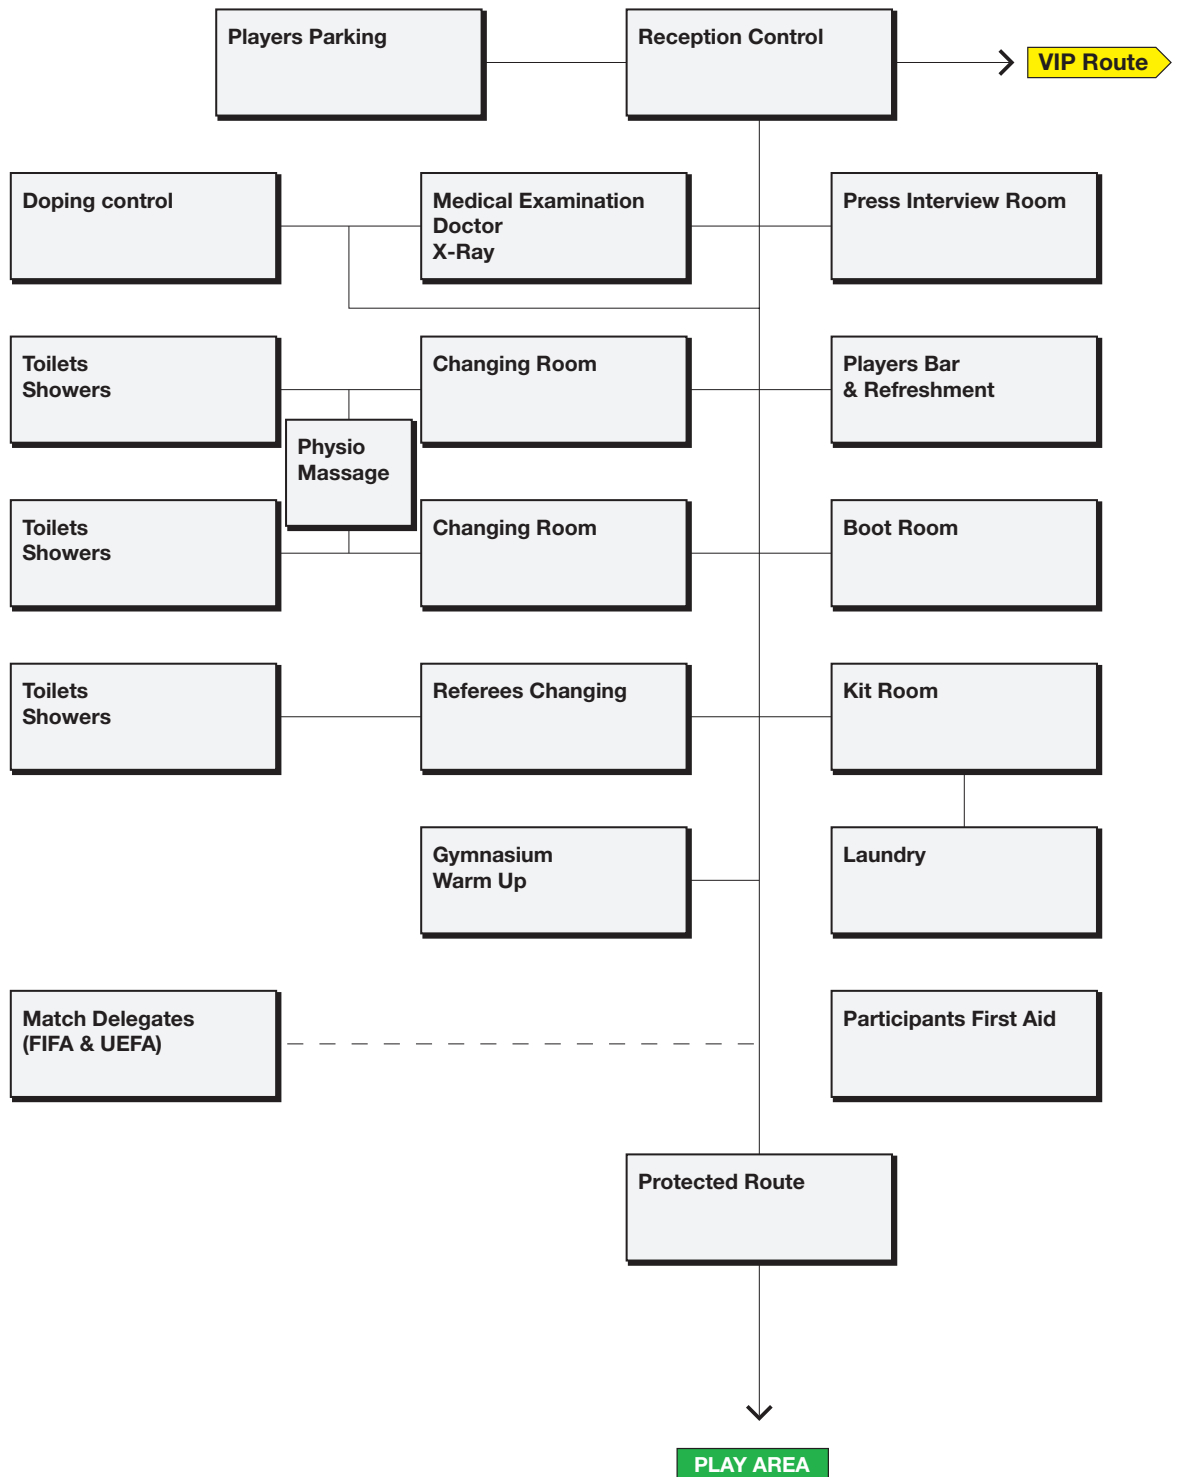 Players Parking
Reception Control
VIP Route
Doping control
Medical Examination
Doctor
X-Ray
Press Interview Room
Toilets
Showers
Changing Room
Players Bar
& Refreshment
Physio
Massage
Toilets
Showers
Changing Room
Boot Room
Toilets
Showers
Referees Changing
Kit Room
Gymnasium
Warm Up
Laundry
Match Delegates
(FIFA & UEFA)
Participants First Aid
Protected Route
PLAY AREA